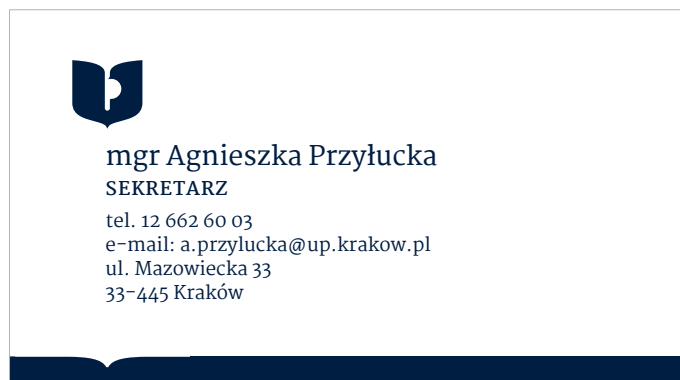 mgr Agnieszka Przyłucka
SEKRETARZ
tel. 12 662 60 03
e-mail: a.przylucka@up.krakow.pl
ul. Mazowiecka 33
33-445 Kraków